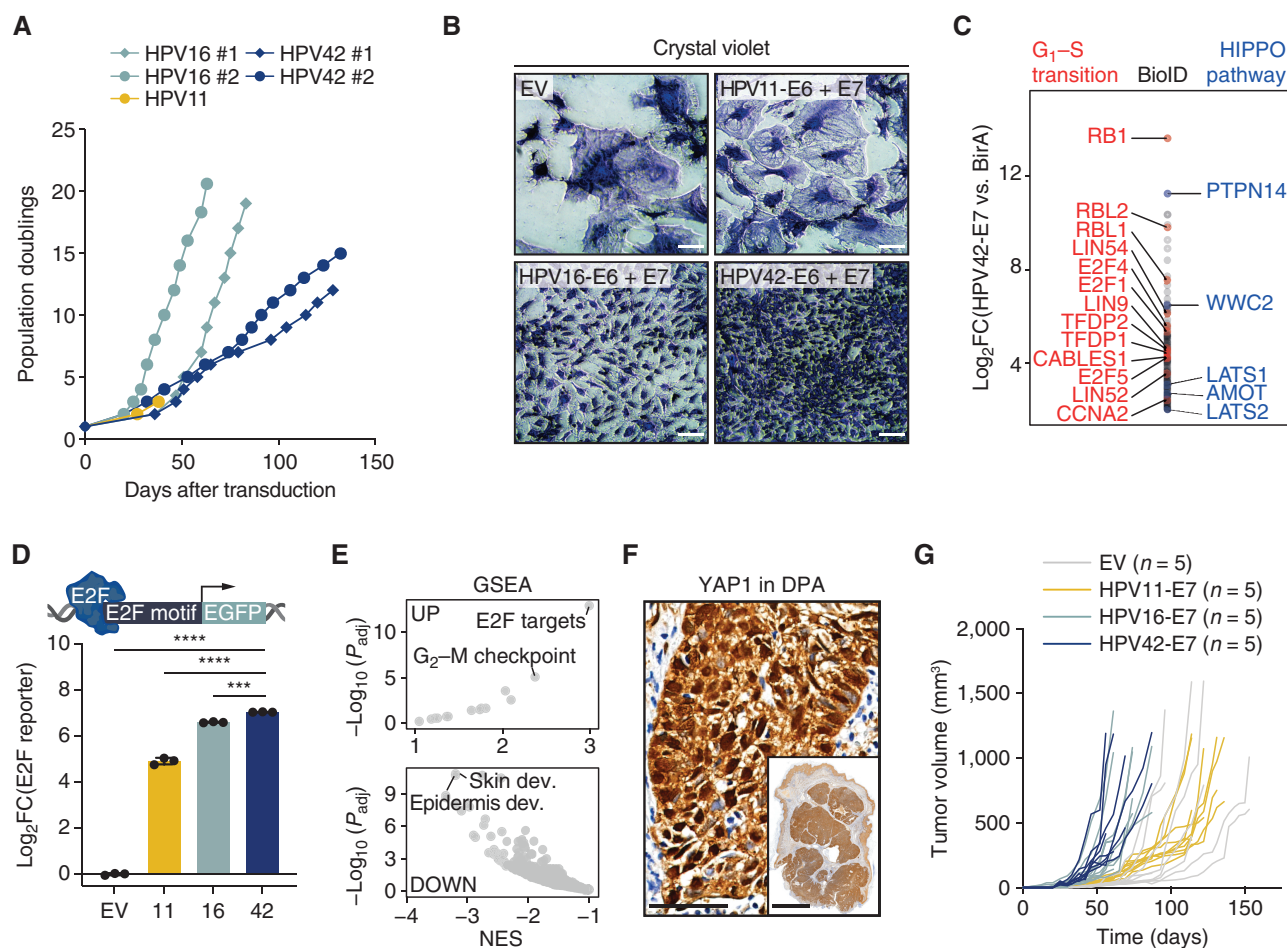 A
HPV16 #1
HPV42 #1
HPV16 #2
HPV42 #2
HPV11
Population doublings
25
20
15
10
5
0
0
50
100
150
Days after transduction
B
Crystal violet
EV
HPV11-E6 + E7
HPV16-E6 + E7
HPV42-E6 + E7
C
G1–S
transition
BioID
HIPPO
pathway
Log2FC(HPV42-E7 vs. BirA)
12
8
4
RB1
RBL2
RBL1
LIN54
E2F4
E2F1
LIN9
TFDP2
TFDP1
CABLES1
E2F5
LIN52
CCNA2
PTPN14
WWC2
LATS1
AMOT
LATS2
D
E2F
E2F motif
EGFP
Log2FC(E2F reporter)
10
8
6
4
2
0
****
****
***
EV
11
16
42
E
GSEA
–Log10 (Padj)
UP
E2F targets
G2–M checkpoint
10
5
0
1
2
3
–Log10 (Padj)
Skin dev.
Epidermis dev.
DOWN
9
6
3
0
–4
–3
–2
–1
NES
F
YAP1 in DPA
G
EV (n = 5)
HPV11-E7 (n = 5)
HPV16-E7 (n = 5)
HPV42-E7 (n = 5)
Tumor volume (mm3)
2,000
1,500
1,000
500
0
0
50
100
150
Time (days)